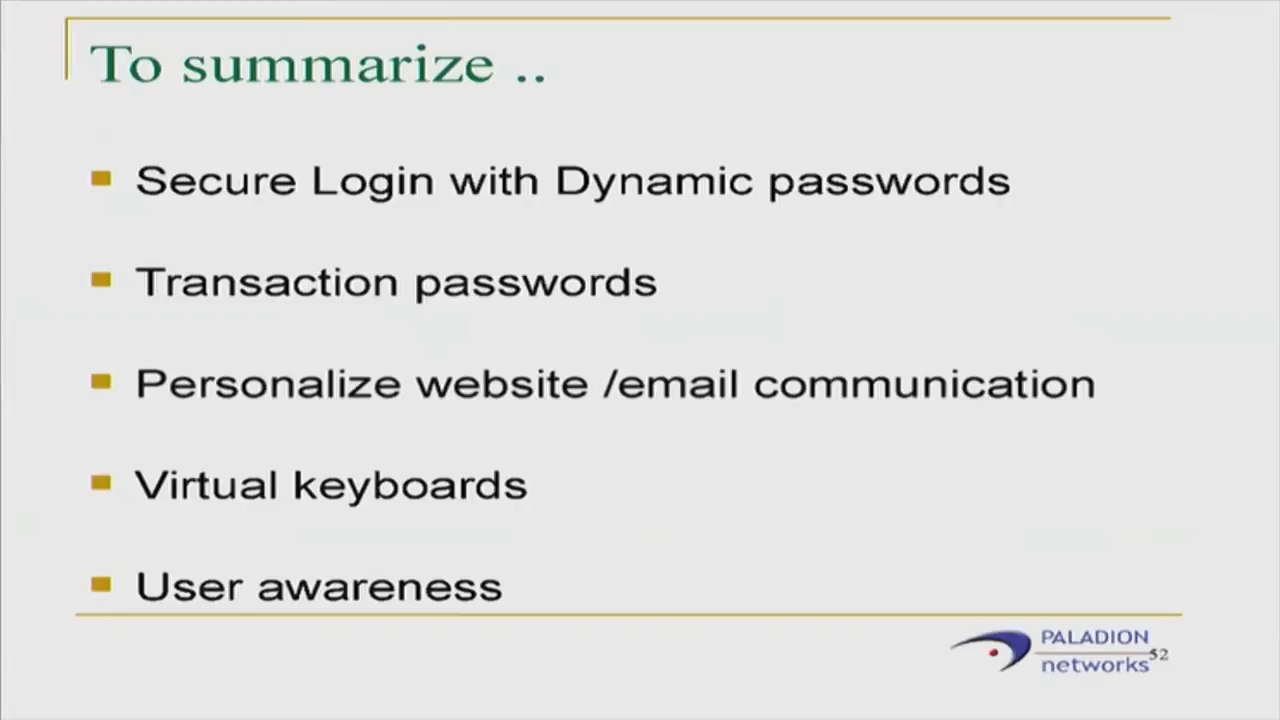 To summarize ..
Secure Login with Dynamic passwords
Transaction passwords
Personalize website /email communication
Virtual keyboards
User awareness
PALADION
networks
52